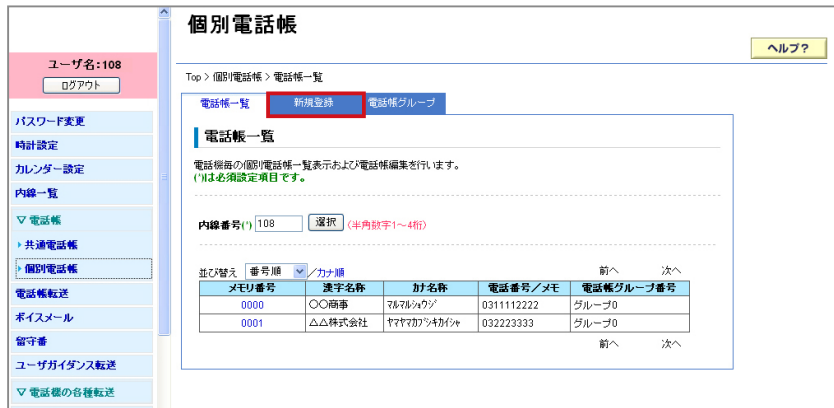 個別電話帳
ヘルプ?
ユーザ名:108
ログアウト
パスワード変更
時計設定
カレンダー設定
内線一覧
▽電話帳
共通電話帳
個別電話帳
電話帳転送
ボイスメール
留守番
ユーザガイダンス転送
▽電話機の各種転送
Top > 個別電話帳 > 電話帳一覧
電話帳一覧 新規登録 電話帳グループ
電話帳一覧
電話機毎の個別電話帳一覧表示および電話帳編集を行います。
(*)は必須設定項目です。
内線番号(*) 108 選択 (半角数字1～4桁)
並び替え 番号順 /カナ順 前へ 次へ
メモリ番号 漢字名称 カナ名称 電話番号/メモ 電話帳グループ番号
0000 〇〇商事 マルマルショウジ 0311112222 グループ0
0001 △△株式会社 ヤマヤマカブシキカイシャ 032223333 グループ0
前へ 次へ